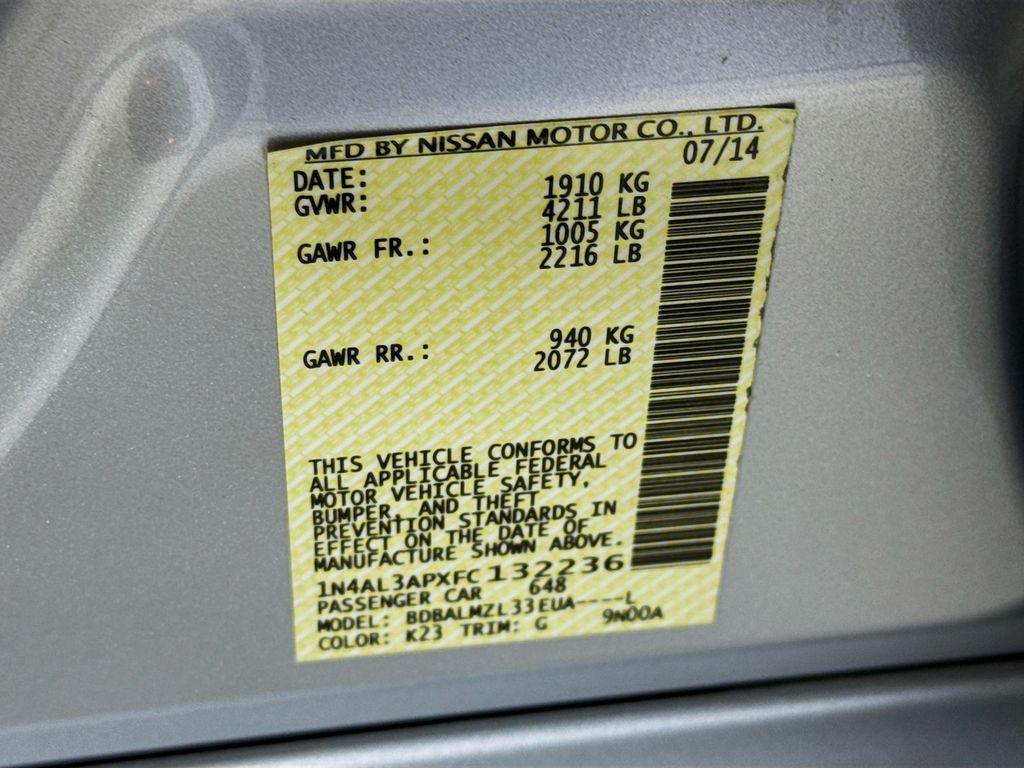 MFD BY NISSAN MOTOR CO., LTD.
DATE: 07/14
GVWR: 1910 KG
4211 LB
GAWR FR.: 1005 KG
2216 LB
GAWR RR.: 940 KG
2072 LB
THIS VEHICLE CONFORMS TO
ALL APPLICABLE FEDERAL
MOTOR VEHICLE SAFETY,
BUMPER, AND THEFT
PREVENTION STANDARDS IN
EFFECT ON THE DATE OF
MANUFACTURE SHOWN ABOVE.
1N4AL3APXFC132236
PASSENGER CAR 648
MODEL: BDBALMZL33EUA----L
COLOR: K23 TRIM: G 9N00A